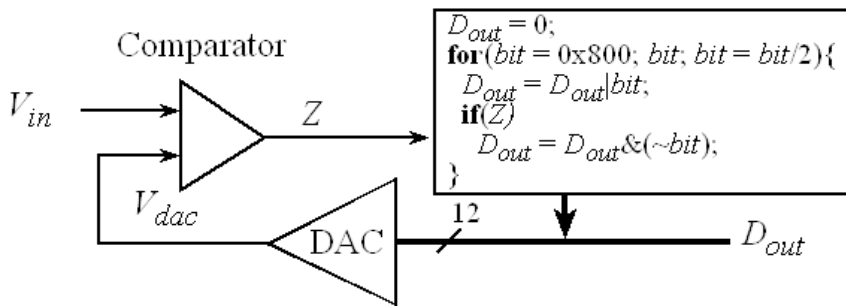 Comparator
V_in
Z
V_dac
DAC
12
D_out
D_out = 0;
for(bit = 0x800; bit; bit = bit/2){
D_out = D_out|bit;
if(Z)
D_out = D_out&(~bit);
}